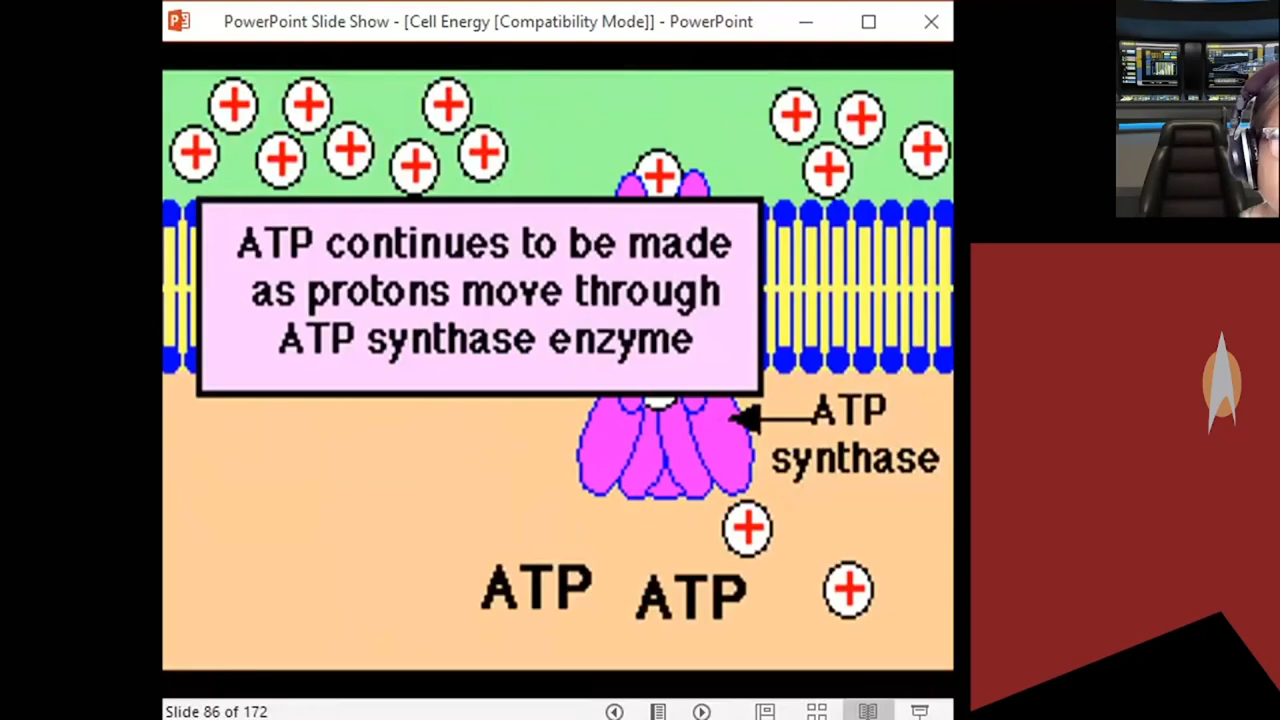 PowerPoint Slide Show - [Cell Energy [Compatibility Mode]] - PowerPoint
ATP continues to be made
as protons move through
ATP synthase enzyme
ATP
synthase
ATP ATP
Slide 86 of 172